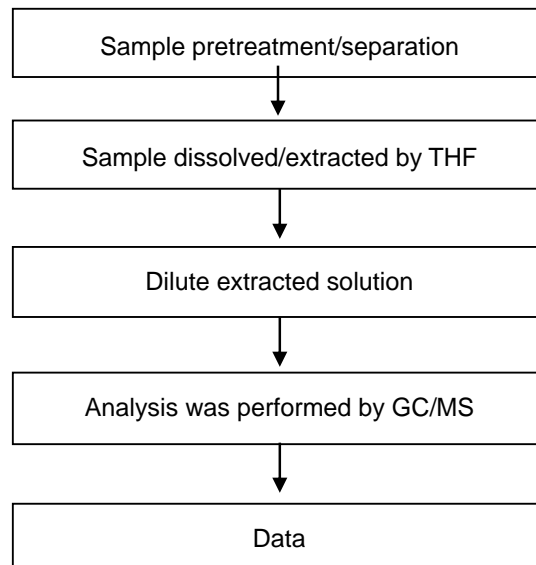 Sample pretreatment/separation
Sample dissolved/extracted by THF
Dilute extracted solution
Analysis was performed by GC/MS
Data